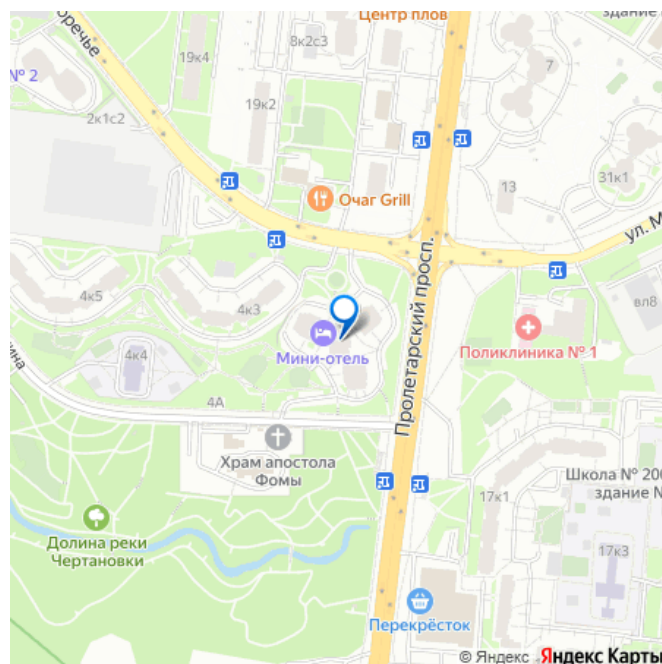 Центр плов
здание
8к2с3
19к4
7
№ 2
19к2
2к1с2
31к1
13
Очаг Grill
ул. М
Пролетарский просп.
4к5
4к3
вл8
Мини-отель
Поликлиника № 1
4к4
4А
Храм апостола
Фомы
Школа № 200
здание №
17к1
Долина реки
Чертановки
17к3
Перекрёсток
© Яндекс Яндекс Карты